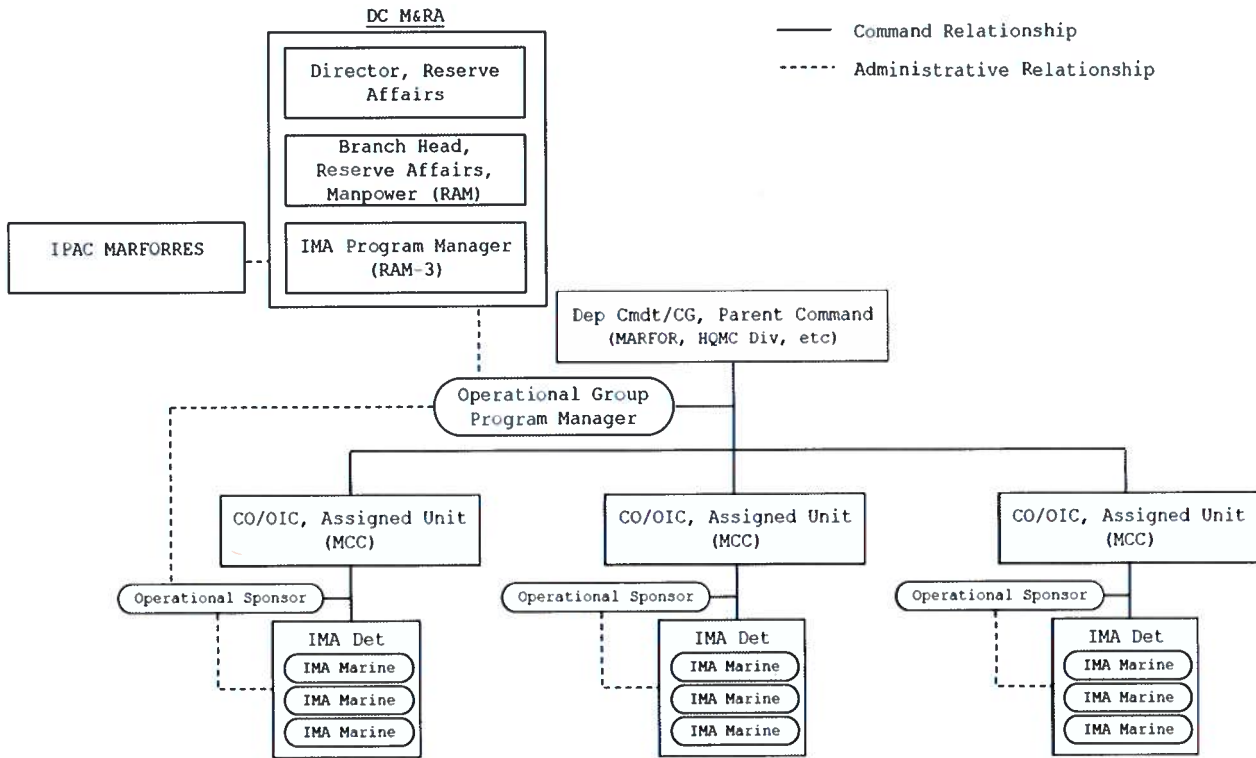 DC M&RA
Command Relationship
Administrative Relationship
Director, Reserve
Affairs
Branch Head,
Reserve Affairs,
Manpower (RAM)
IPAC MARFORRES
IMA Program Manager
(RAM-3)
Dep Cmdt/CG, Parent Command
(MARFOR, HQMC Div, etc)
Operational Group
Program Manager
CO/OIC, Assigned Unit
(MCC)
CO/OIC, Assigned Unit
(MCC)
CO/OIC, Assigned Unit
(MCC)
Operational Sponsor
Operational Sponsor
Operational Sponsor
IMA Det
IMA Marine
IMA Marine
IMA Marine
IMA Det
IMA Marine
IMA Marine
IMA Marine
IMA Det
IMA Marine
IMA Marine
IMA Marine